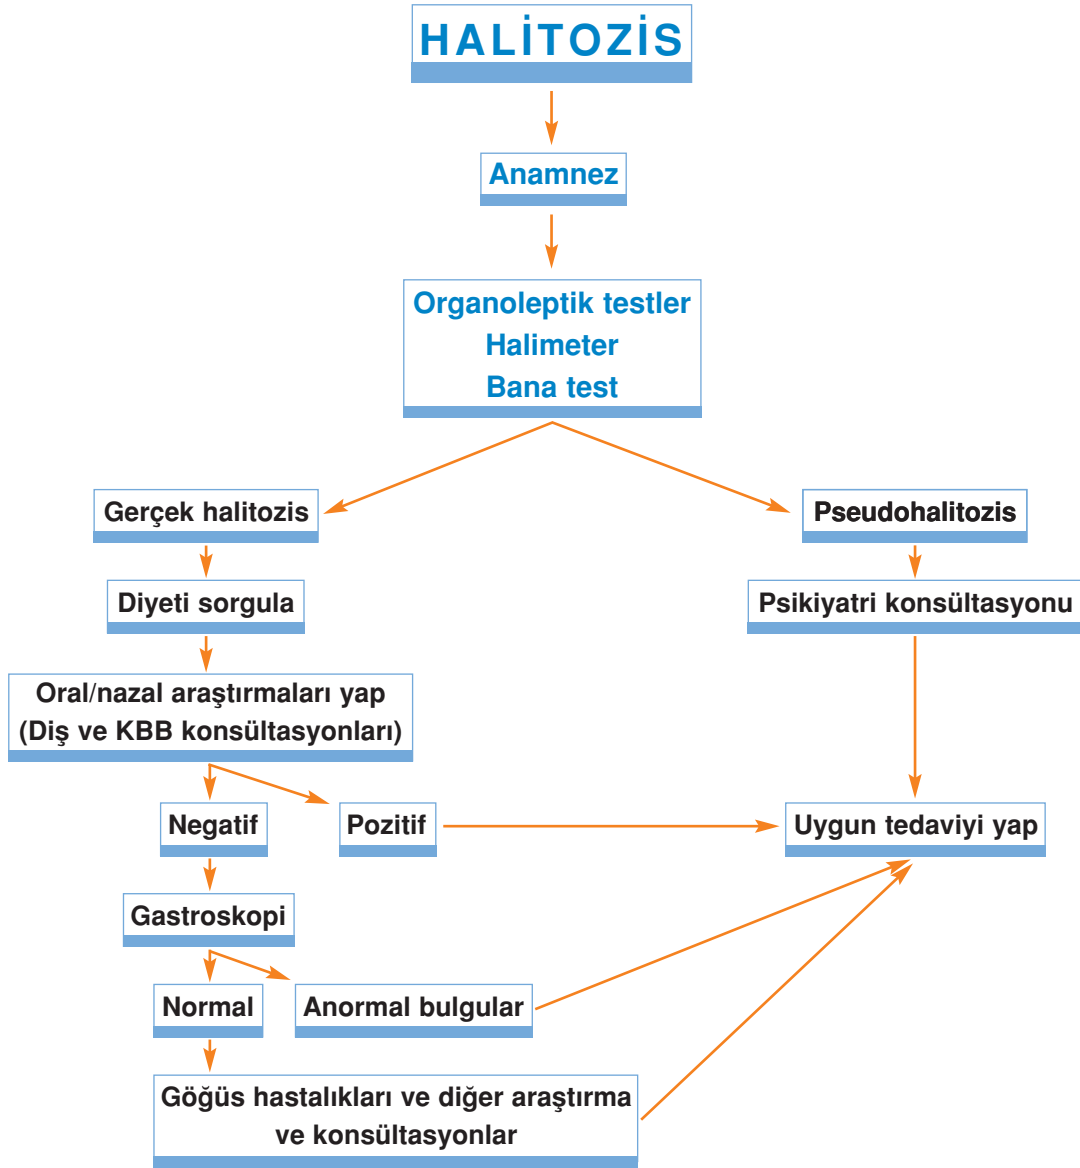 HALİTOZİS
Anamnez
Organoleptik testler
Halimeter
Bana test
Gerçek halitozis
Pseudohalitozis
Diyeti sorgula
Psikiyatri konsültasyonu
Oral/nazal araştırmaları yap
(Diş ve KBB konsültasyonları)
Negatif
Pozitif
Uygun tedaviyi yap
Gastroskopi
Normal
Anormal bulgular
Göğüs hastalıkları ve diğer araştırma
ve konsültasyonlar